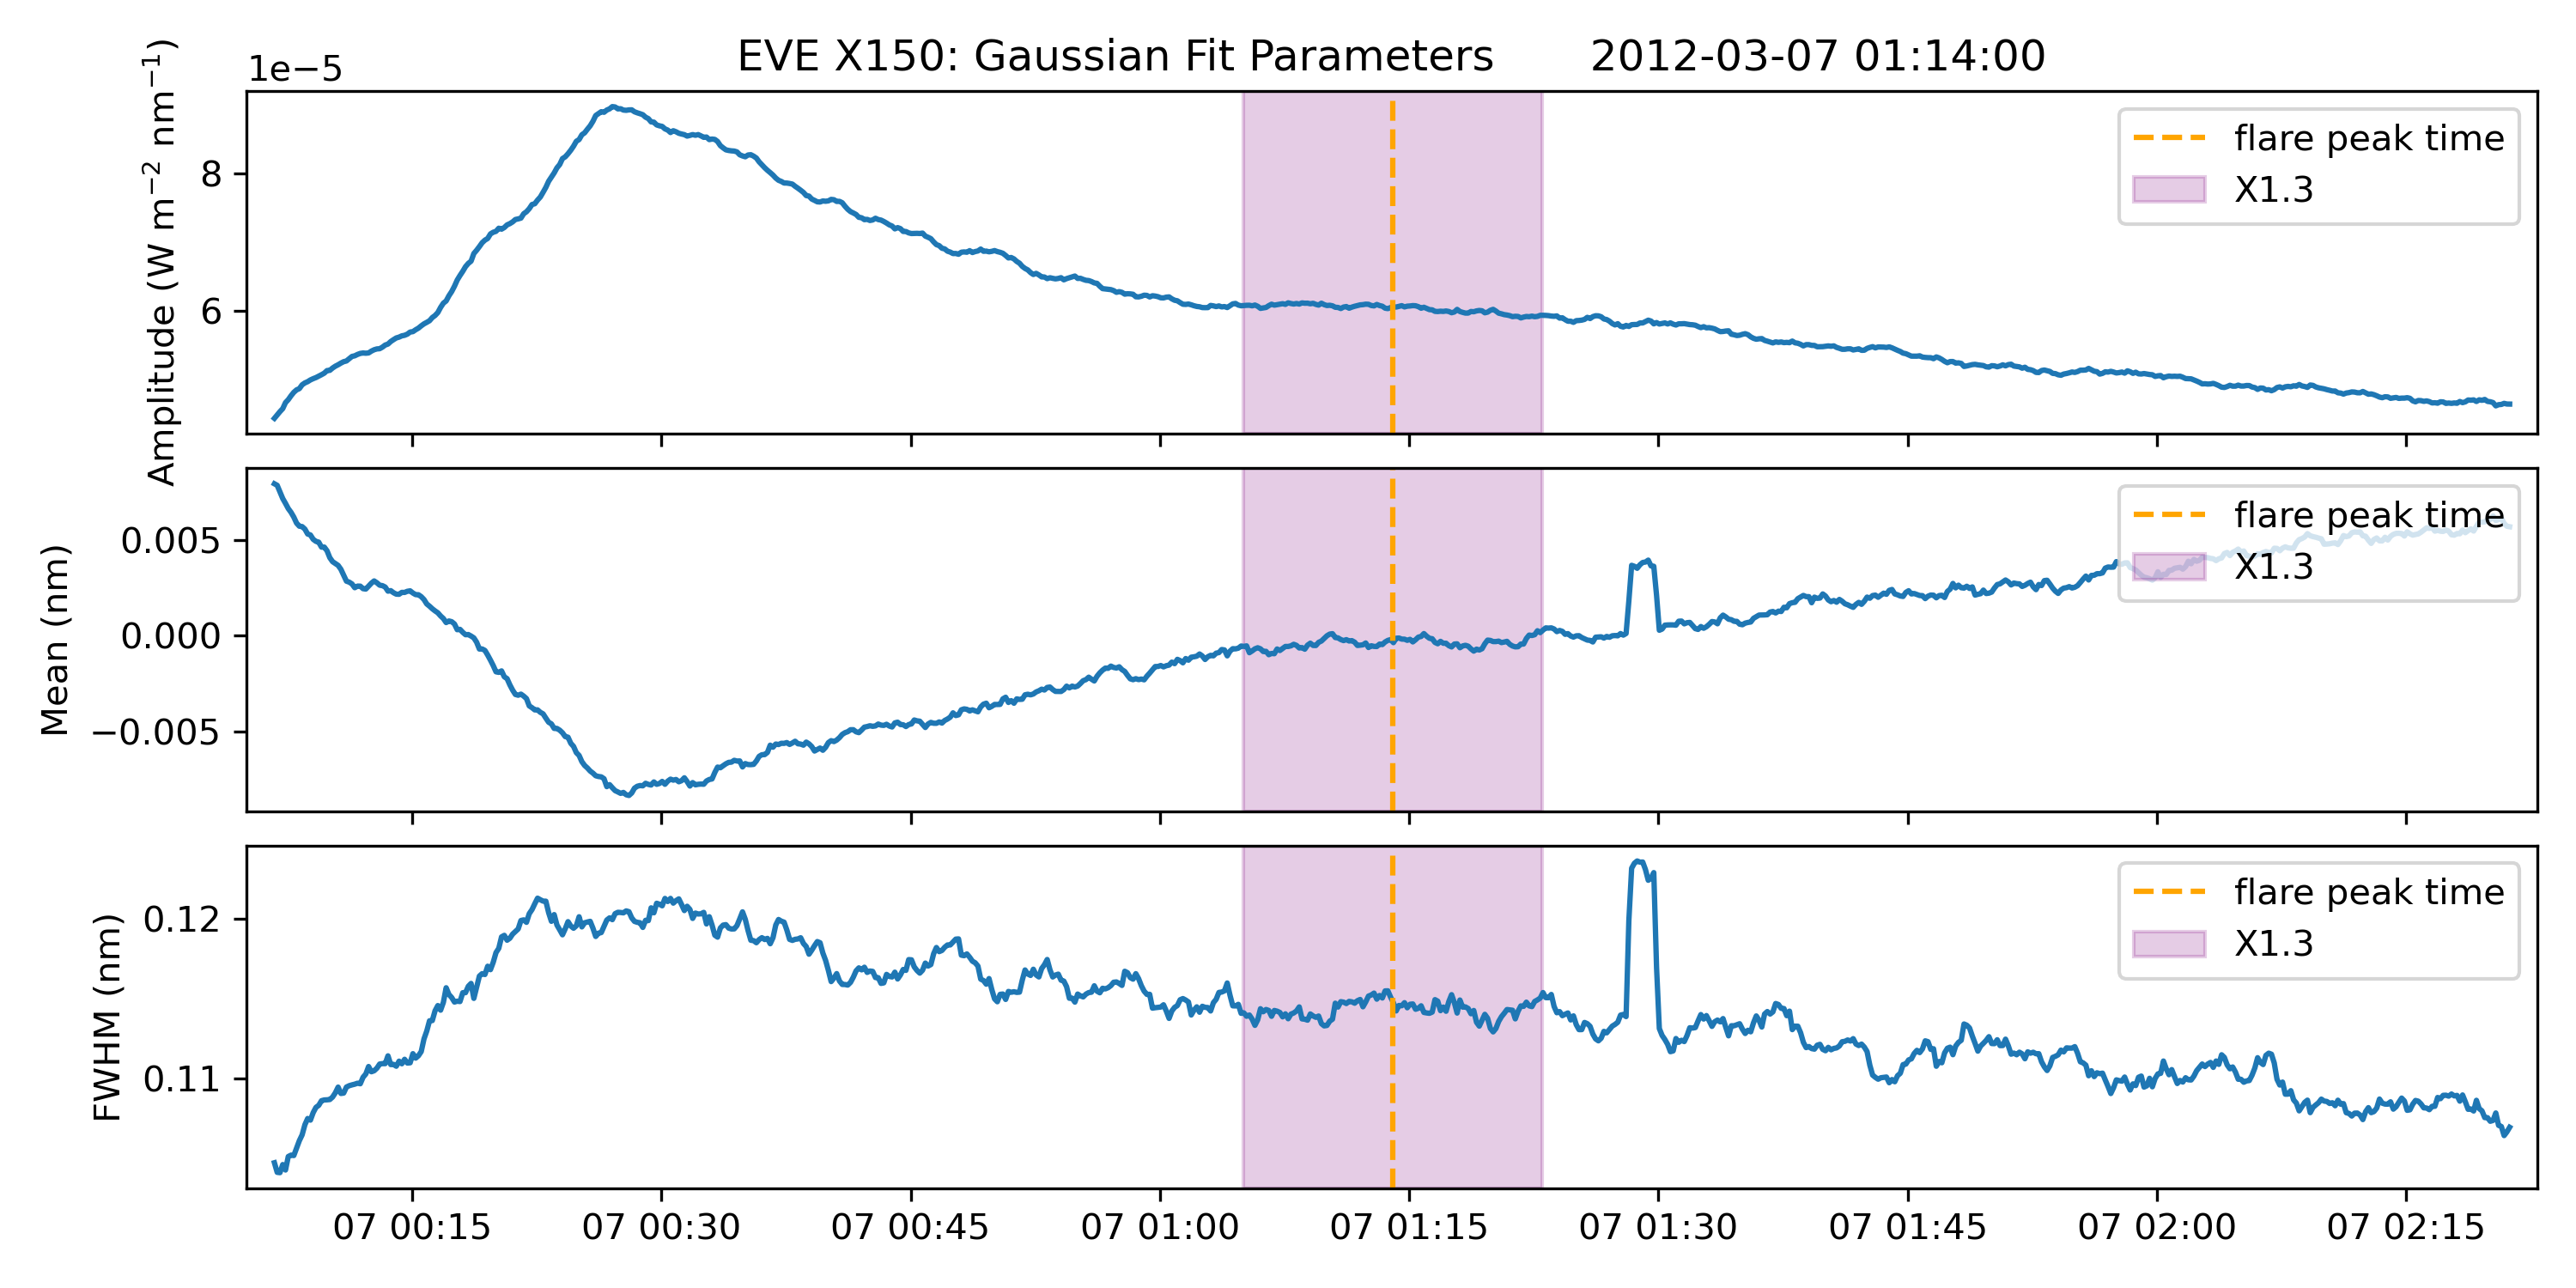 EVE X150: Gaussian Fit Parameters 2012-03-07 01:14:00
1e−5
Amplitude (W m⁻² nm⁻¹)
8
6
flare peak time
X1.3
Mean (nm)
0.005
0.000
−0.005
flare peak time
X1.3
FWHM (nm)
0.12
0.11
flare peak time
X1.3
07 00:15 07 00:30 07 00:45 07 01:00 07 01:15 07 01:30 07 01:45 07 02:00 07 02:15